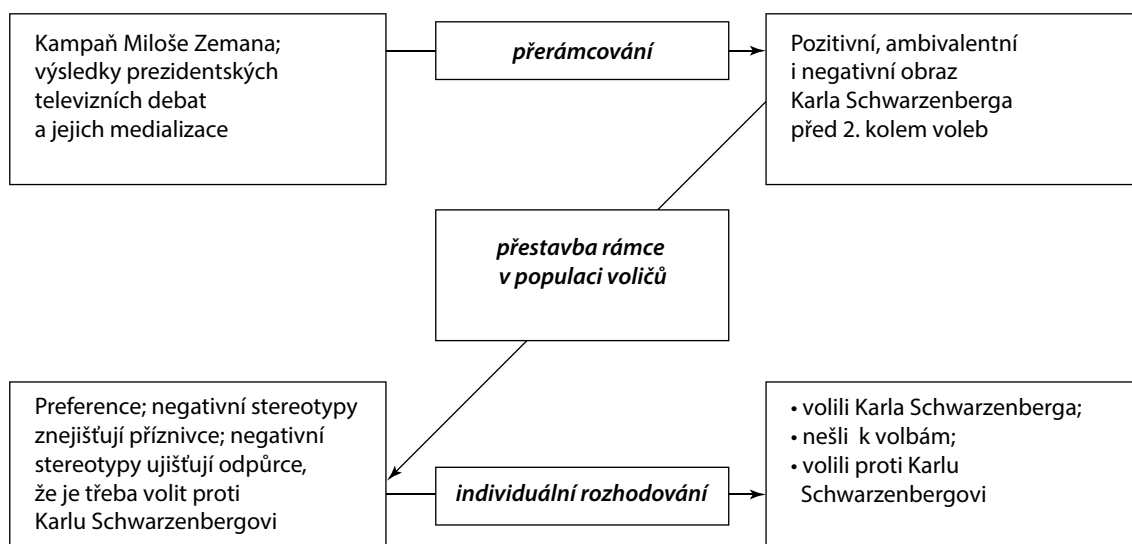 Kampaň Miloše Zemana;
výsledky prezidentských
televizních debat
a jejich medializace
přerámcování
Pozitivní, ambivalentní
i negativní obraz
Karla Schwarzenberga
před 2. kolem voleb
přestavba rámce
v populaci voličů
Preference; negativní stereotypy
znejišťují příznivce; negativní
stereotypy ujišťují odpůrce,
že je třeba volit proti
Karlu Schwarzenbergovi
individuální rozhodování
• volili Karla Schwarzenberga;
• nešli k volbám;
• volili proti Karlu
Schwarzenbergovi